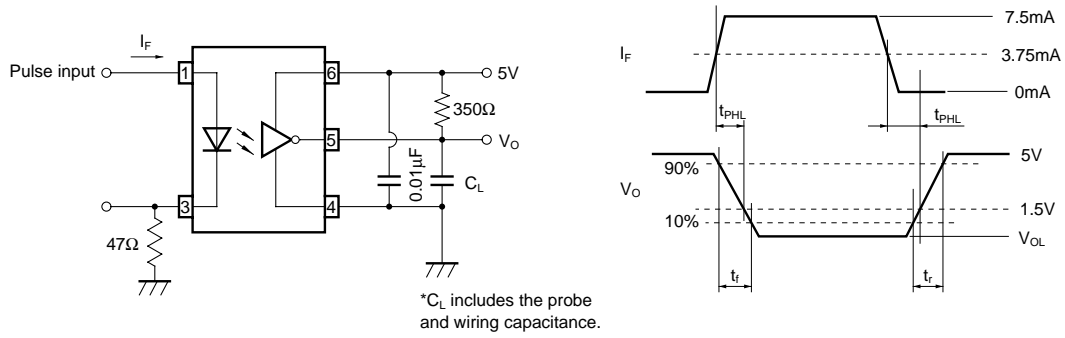 I_F
Pulse input
1
6
5V
350Ω
5
V_O
0.01µF
C_L
3
4
47Ω
*C_L includes the probe
and wiring capacitance.
7.5mA
I_F
3.75mA
0mA
t_PHL
t_PHL
5V
90%
V_O
1.5V
10%
V_OL
t_f
t_r